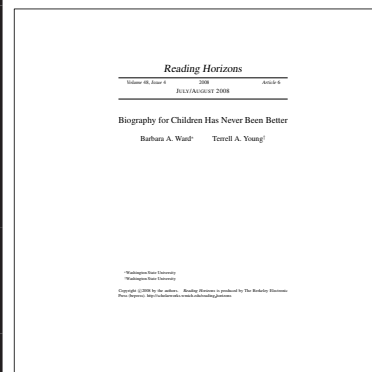 Reading Horizons
Volume 48, Issue 4 2008 Article 6
JULY/AUGUST 2008
Biography for Children Has Never Been Better
Barbara A. Ward* Terrell A. Young†
*Washington State University
†Washington State University
Copyright ©2008 by the authors. Reading Horizons is produced by The Berkeley Electronic
Press (bepress). http://scholarworks.wmich.edu/reading_horizons